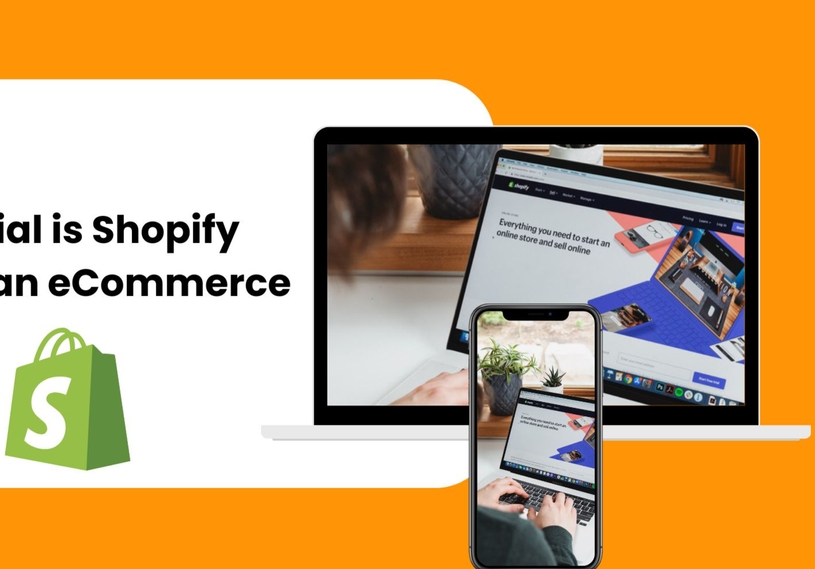 ial is Shopify
an eCommerce
S
shopify
Everything you need to start an
online store and sell online
Everything you need to start an
online store and sell online